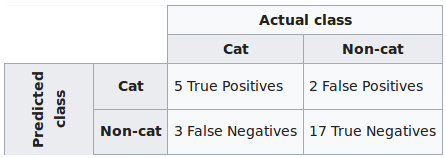 Actual class
Cat Non-cat
Predicted
class
Cat 5 True Positives 2 False Positives
Non-cat 3 False Negatives 17 True Negatives